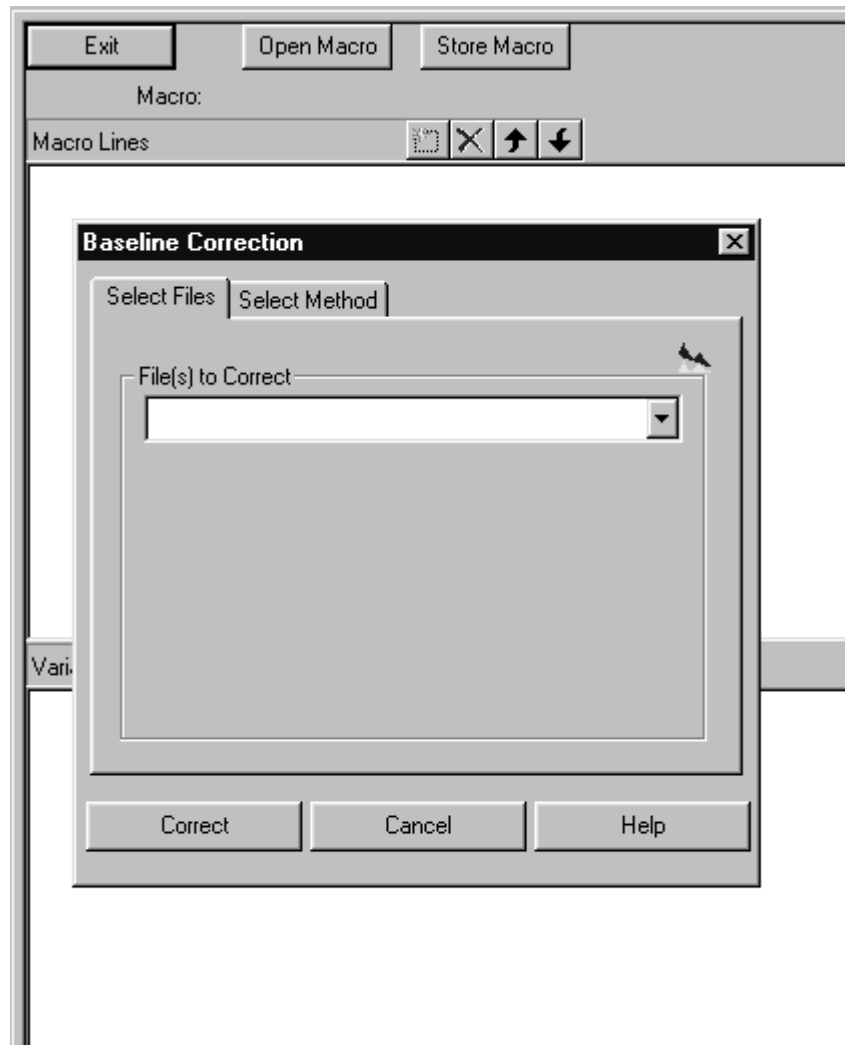 Exit Open Macro Store Macro
Macro:
Macro Lines
Baseline Correction
Select Files Select Method
File(s) to Correct
Correct Cancel Help